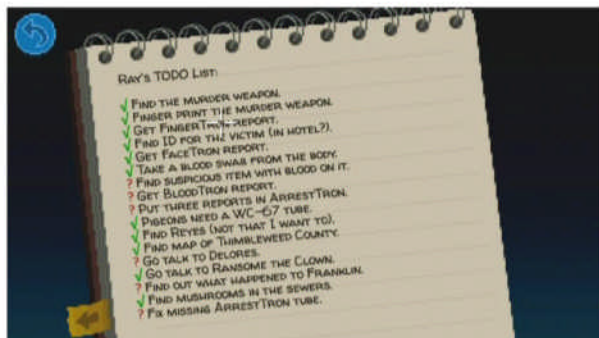 RAY'S TODO LIST:
FIND THE MURDER WEAPON.
FINGER PRINT THE MURDER WEAPON.
GET FINGERTRON REPORT.
FIND ID FOR THE VICTIM (IN HOTEL?).
GET FACETRON REPORT.
TAKE A BLOOD SWAB FROM THE BODY.
? FIND SUSPICIOUS ITEM WITH BLOOD ON IT.
? GET BLOODTRON REPORT.
? PUT THREE REPORTS IN ARRESTTRON.
PIGEONS NEED A WC-67 TUBE.
FIND REYES (NOT THAT I WANT TO).
FIND MAP OF THIMBLEWEED COUNTY.
? GO TALK TO DELORES.
GO TALK TO RANSOME THE CLOWN.
? FIND OUT WHAT HAPPENED TO FRANKLIN.
FIND MUSHROOMS IN THE SEWERS.
? FIX MISSING ARRESTTRON TUBE.